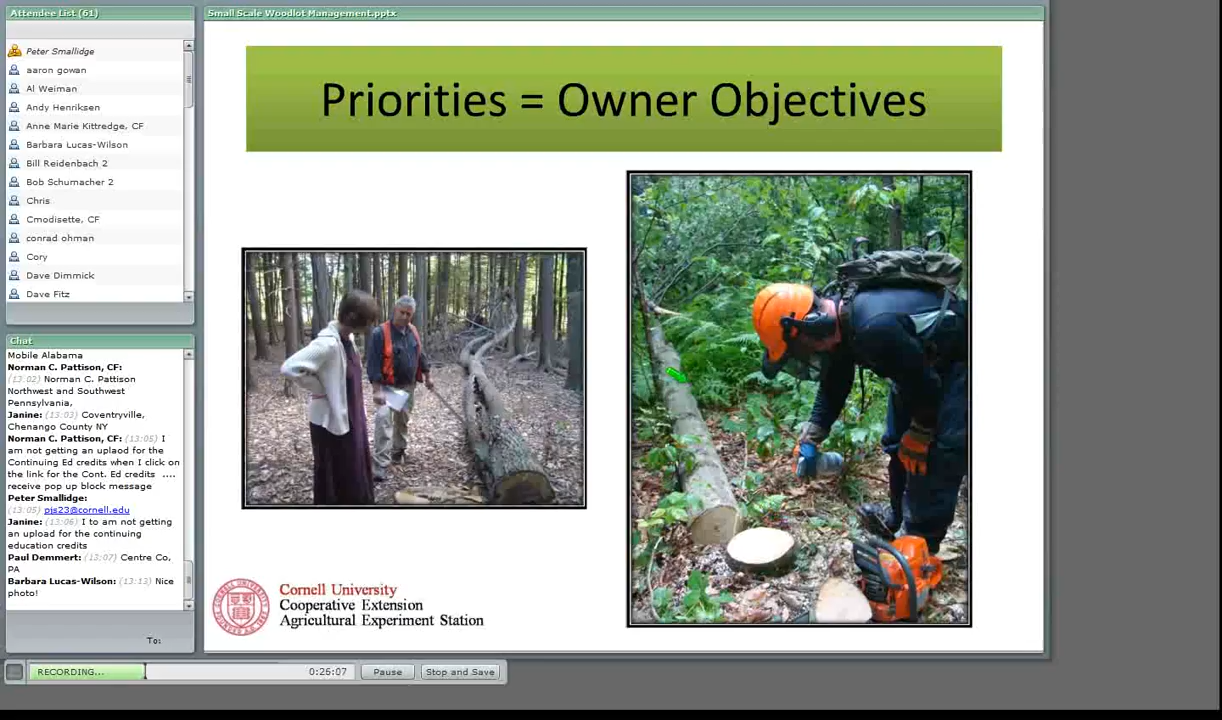 Attendee List (61)
Peter Smallidge
aaron gowan
Al Weiman
Andy Henriksen
Anne Marie Kittredge, CF
Barbara Lucas-Wilson
Bill Reidenbach 2
Bob Schumacher 2
Chris
Cmodisette, CF
conrad ohman
Cory
Dave Dimmick
Dave Fitz
Chat
Mobile Alabama
Norman C. Pattison, CF:
(13:02) Norman C. Pattison
Northwest and Southwest
Pennsylvania,
Janine: (13:03) Coventryville,
Chenango County NY
Norman C. Pattison, CF: (13:05) I
am not getting an uplaod for the
Continuing Ed credits when I click on
the link for the Cont. Ed credits ....
receive pop up block message
Peter Smallidge:
(13:05) pjs23@cornell.edu
Janine: (13:06) I to am not getting
an upload for the continuing
education credits
Paul Demmert: (13:07) Centre Co,
PA
Barbara Lucas-Wilson: (13:13) Nice
photo!
To:
Small Scale Woodlot Management.pptx
Priorities = Owner Objectives
Cornell University
Cooperative Extension
Agricultural Experiment Station
RECORDING...
0:26:07
Pause
Stop and Save